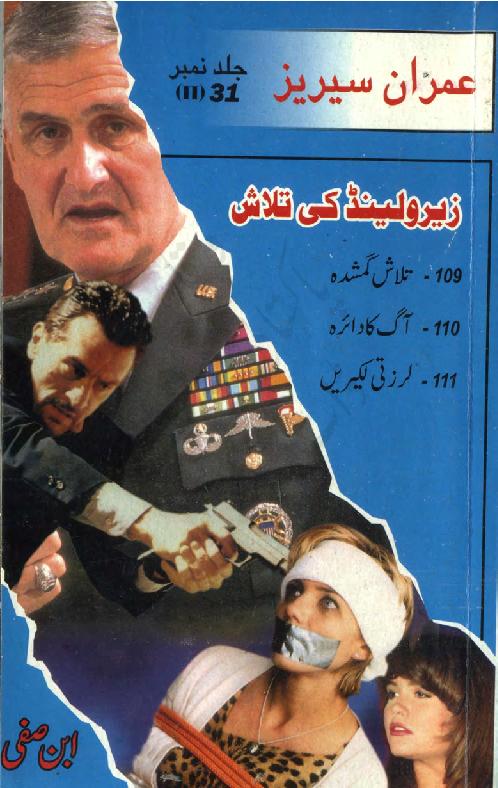 عمران سیریز
جلد نمبر
31 (II)
زیرولینڈ کی تلاش
109 - تلاش گمشدہ
110 - آگ کا دائرہ
111 - لرزتی لکیریں
ابن صفی